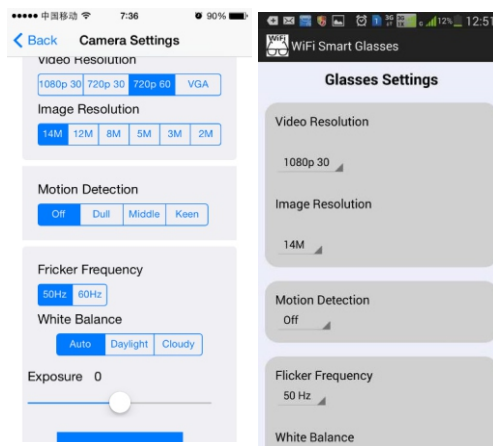 中国移动 7:36 90%
Back Camera Settings
Video Resolution
1080p 30 720p 30 720p 60 VGA
Image Resolution
14M 12M 8M 5M 3M 2M
Motion Detection
Off Dull Middle Keen
Fricker Frequency
50Hz 60Hz
White Balance
Auto Daylight Cloudy
Exposure 0
12% 12:51
WiFi WiFi Smart Glasses
Glasses Settings
Video Resolution
1080p 30
Image Resolution
14M
Motion Detection
Off
Flicker Frequency
50 Hz
White Balance